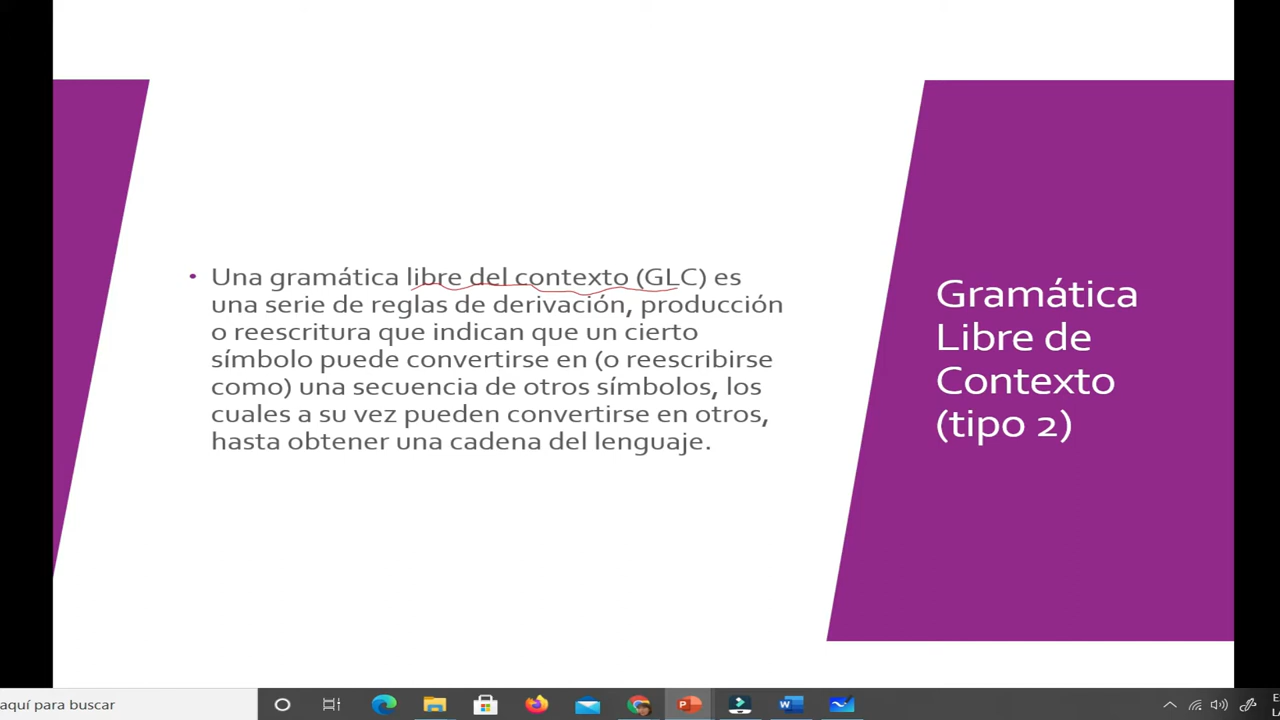 • Una gramática libre del contexto (GLC) es
una serie de reglas de derivación, producción
o reescritura que indican que un cierto
símbolo puede convertirse en (o reescribirse
como) una secuencia de otros símbolos, los
cuales a su vez pueden convertirse en otros,
hasta obtener una cadena del lenguaje.
Gramática
Libre de
Contexto
(tipo 2)
aquí para buscar